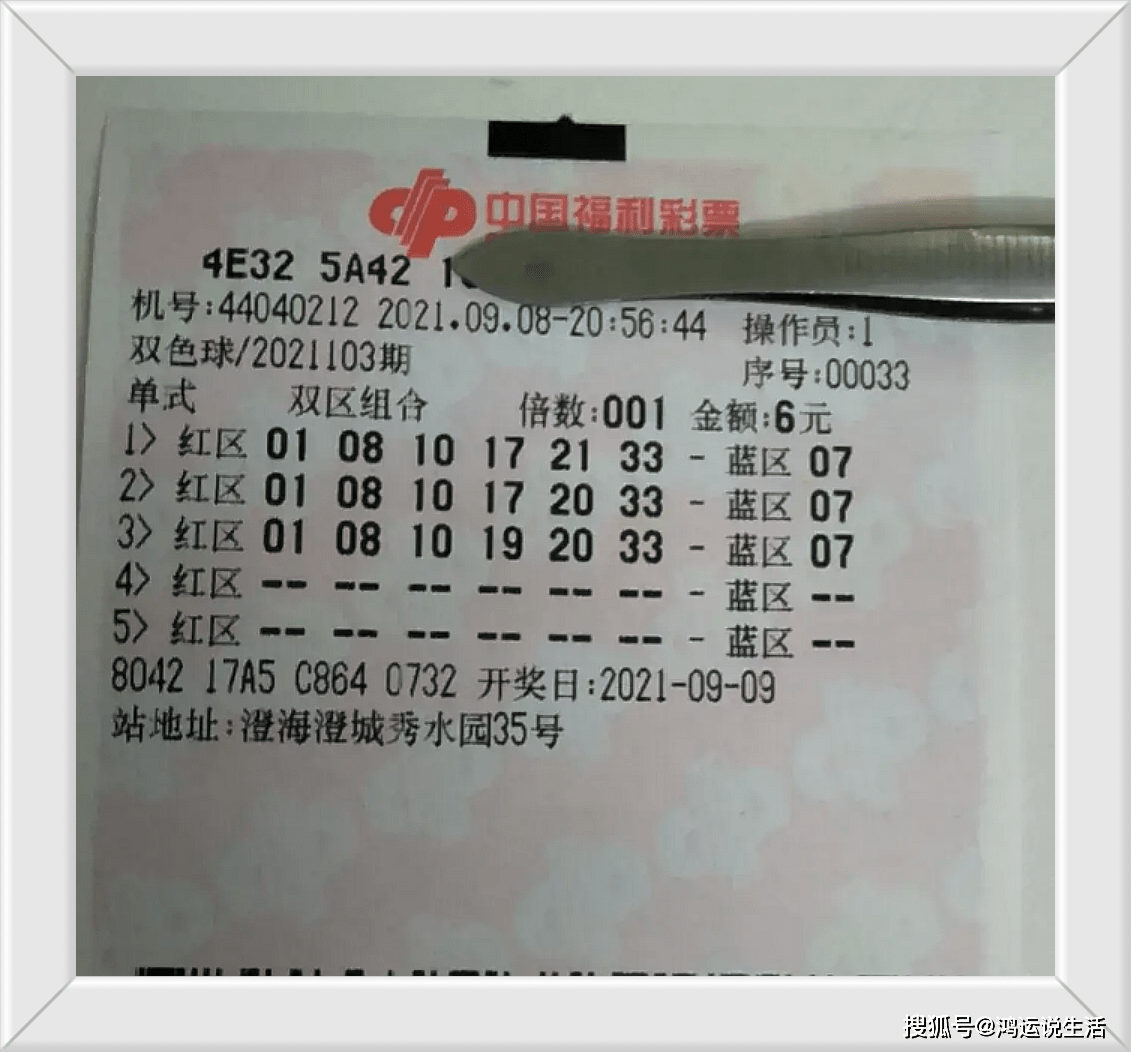 中国福利彩票
4E32 5A42
机号:44040212 2021.09.08-20:56:44 操作员:1
双色球/2021103期 序号:00033
单式 双区组合 倍数:001 金额:6元
1> 红区 01 08 10 17 21 33 - 蓝区 07
2> 红区 01 08 10 17 20 33 - 蓝区 07
3> 红区 01 08 10 19 20 33 - 蓝区 07
4> 红区 -- -- -- -- -- -- - 蓝区 --
5> 红区 -- -- -- -- -- -- - 蓝区 --
8042 17A5 C864 0732 开奖日:2021-09-09
站地址:澄海澄城秀水园35号
搜狐号@鸿运说生活